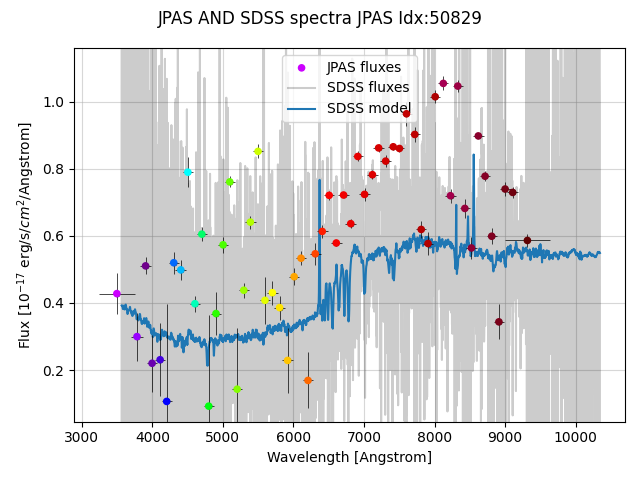 JPAS AND SDSS spectra JPAS Idx:50829
JPAS fluxes
SDSS fluxes
SDSS model
Flux [10⁻¹⁷ erg/s/cm²/Angstrom]
1.0
0.8
0.6
0.4
0.2
3000 4000 5000 6000 7000 8000 9000 10000
Wavelength [Angstrom]